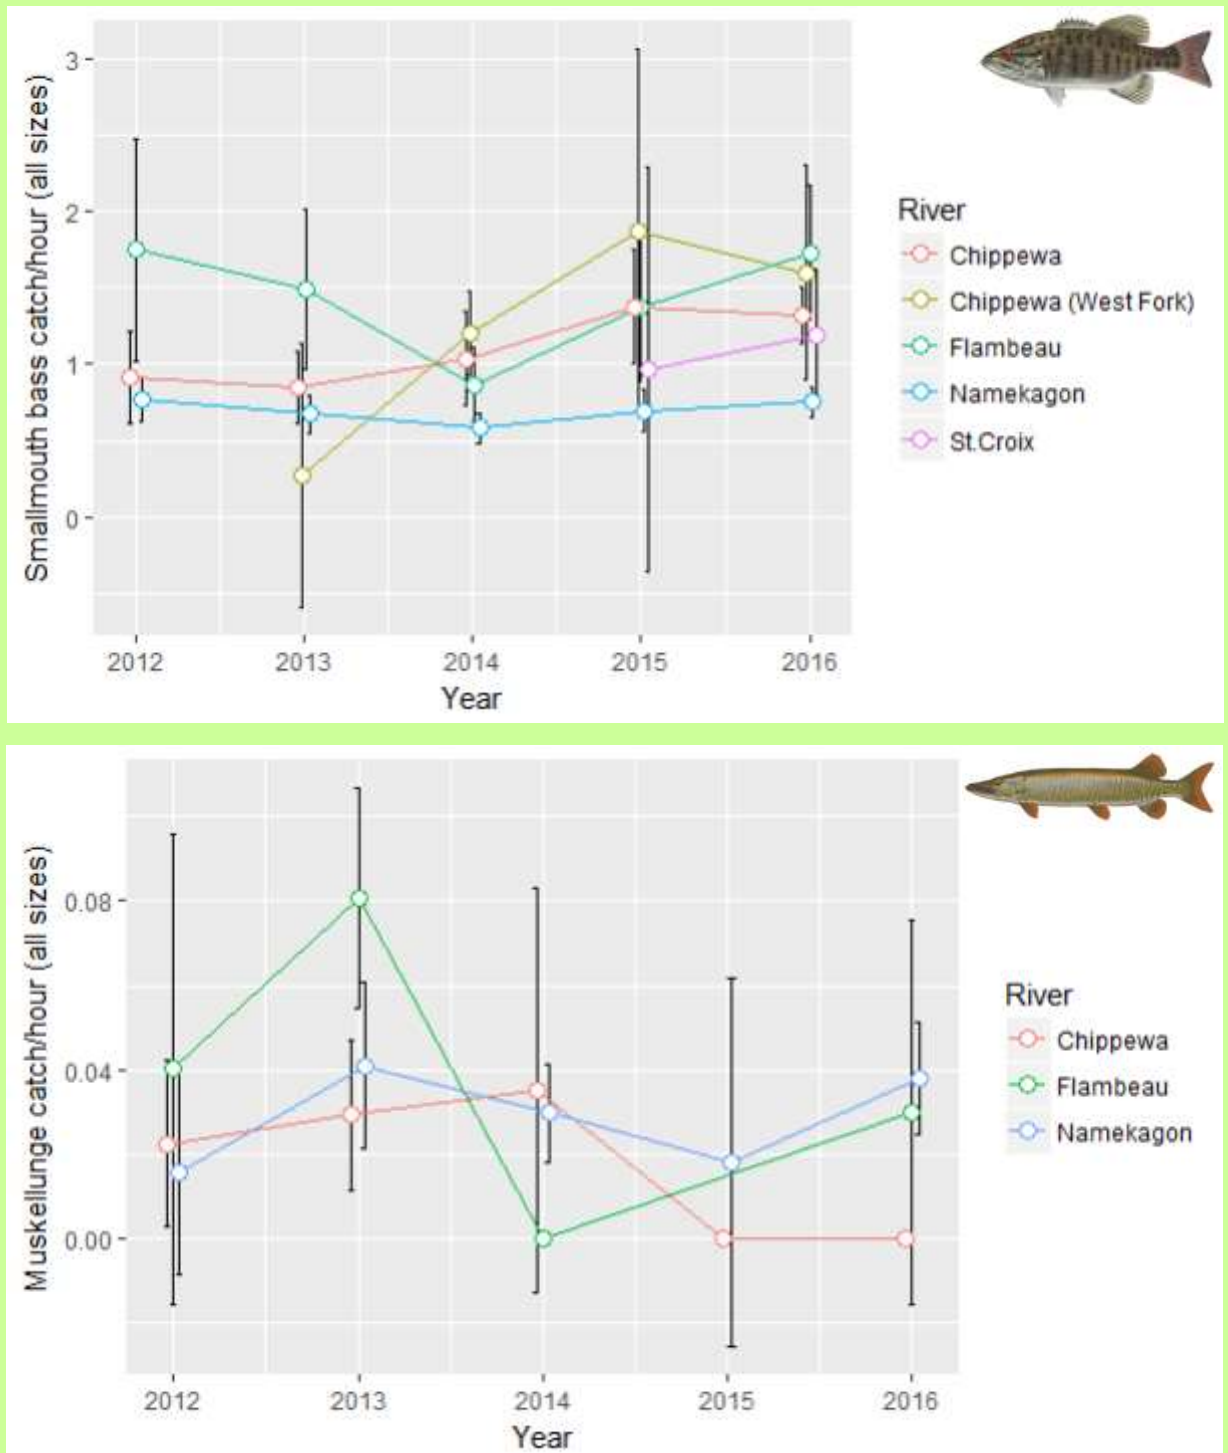 Smallmouth bass catch/hour (all sizes)
3
2
1
0
2012 2013 2014 2015 2016
Year
River
Chippewa
Chippewa (West Fork)
Flambeau
Namekagon
St.Croix
Muskellunge catch/hour (all sizes)
0.08
0.04
0.00
2012 2013 2014 2015 2016
Year
River
Chippewa
Flambeau
Namekagon